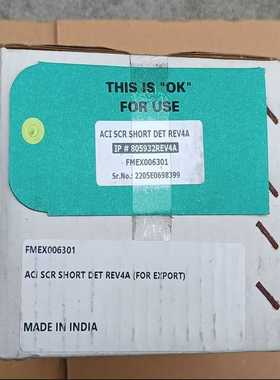 THIS IS "OK"
FOR USE
ACI SCR SHORT DET REV4A
IP # 805932REV4A
FMEX006301
Sr.No.: 2205E0698399
FMEX006301
ACI SCR SHORT DET REV4A (FOR EXPORT)
MADE IN INDIA